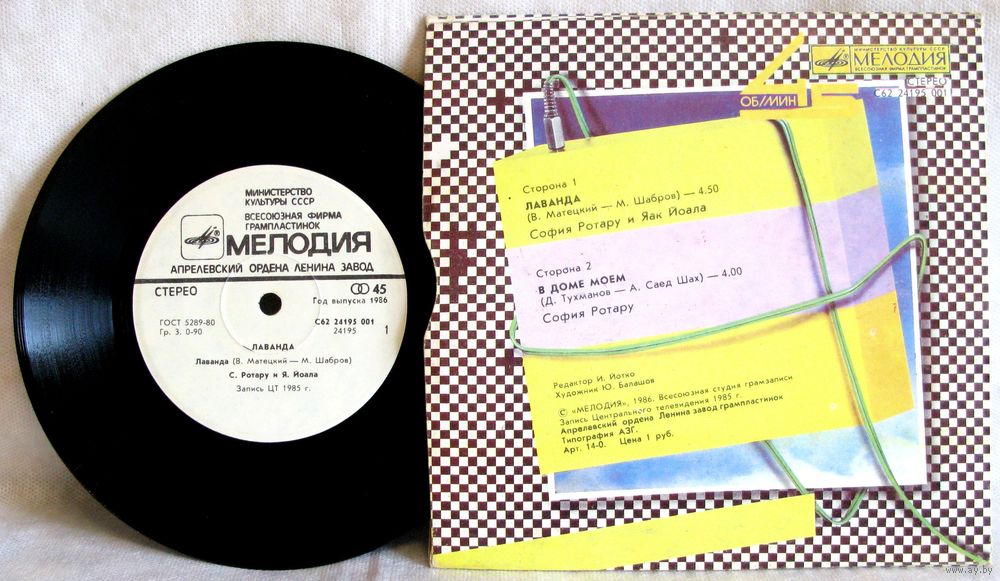 МИНИСТЕРСТВО
КУЛЬТУРЫ СССР
ВСЕСОЮЗНАЯ ФИРМА
ГРАМПЛАСТИНОК
МЕЛОДИЯ
АПРЕЛЕВСКИЙ ОРДЕНА ЛЕНИНА ЗАВОД
СТЕРЕО
45
Год выпуска 1986
ГОСТ 5289-80
Гр. 3. 0-90
С62 24195 001
24195
1
ЛАВАНДА
Лаванда (В. Матецкий — М. Шабров)
С. Ротару и Я. Йоала
Запись ЦТ 1985 г.
45
ОБ/МИН
МИНИСТЕРСТВО КУЛЬТУРЫ СССР
МЕЛОДИЯ
ВСЕСОЮЗНАЯ ФИРМА ГРАМПЛАСТИНОК
СТЕРЕО
С62 24195 001
Сторона 1
ЛАВАНДА
(В. Матецкий — М. Шабров) — 4.50
София Ротару и Яак Йоала
Сторона 2
В ДОМЕ МОЕМ
(Д. Тухманов — А. Саед Шах) — 4,00
София Ротару
Редактор И. Йотко
Художник Ю. Балашов
© «МЕЛОДИЯ», 1986. Всесоюзная студия грамзаписи
Запись Центрального телевидения 1985 г.
Апрелевский ордена Ленина завод грампластинок
Типография АЗГ.
Арт. 14-0. Цена 1 руб.
www.ay.by